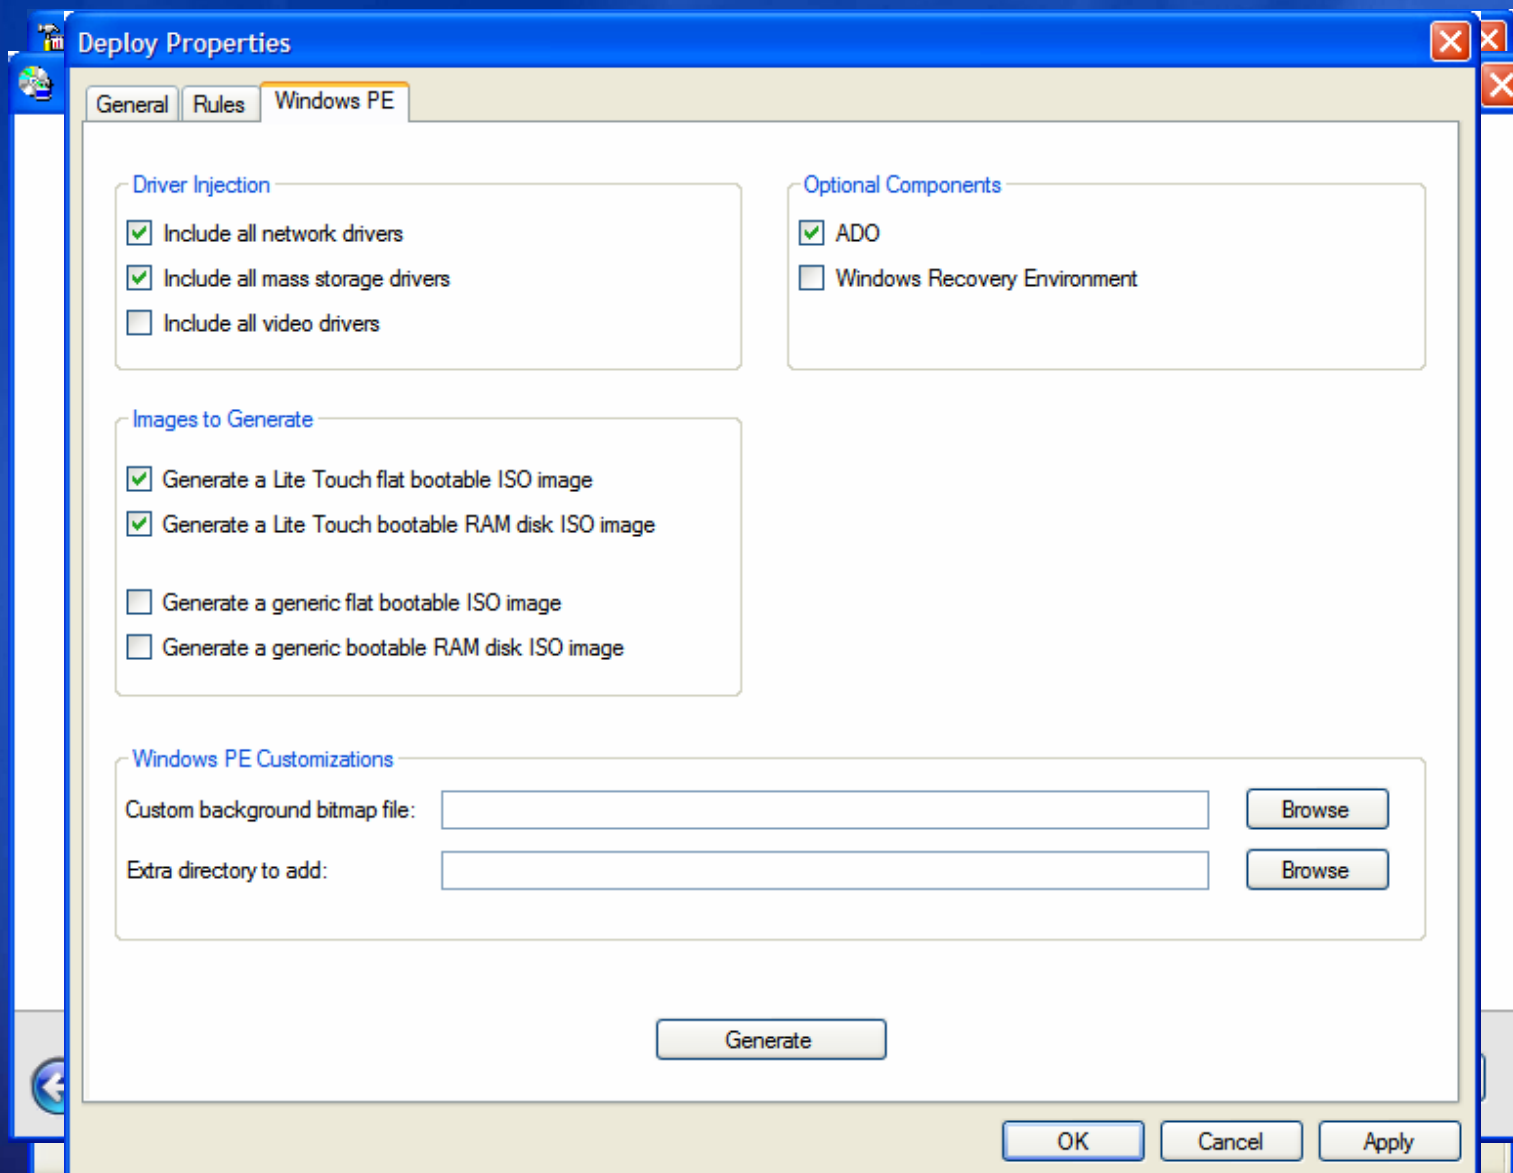 Deploy Properties
General
Rules
Windows PE
Driver Injection
Include all network drivers
Include all mass storage drivers
Include all video drivers
Optional Components
ADO
Windows Recovery Environment
Images to Generate
Generate a Lite Touch flat bootable ISO image
Generate a Lite Touch bootable RAM disk ISO image
Generate a generic flat bootable ISO image
Generate a generic bootable RAM disk ISO image
Windows PE Customizations
Custom background bitmap file:
Browse
Extra directory to add:
Browse
Generate
OK
Cancel
Apply